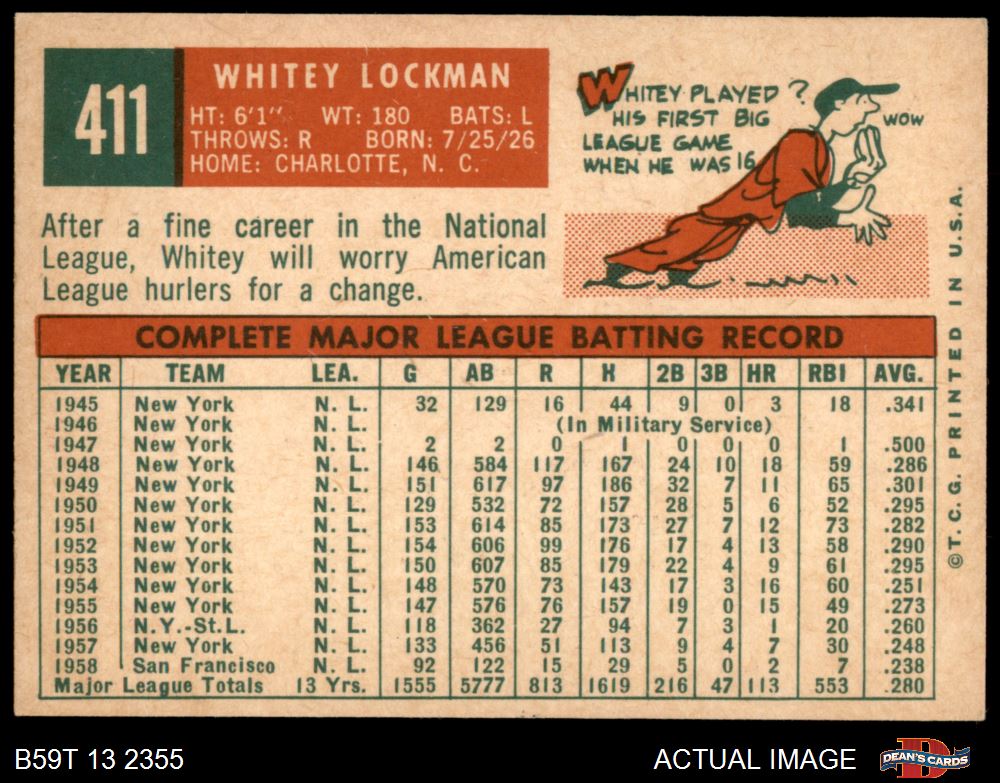 411
WHITEY LOCKMAN
HT: 6'1" WT: 180 BATS: L
THROWS: R BORN: 7/25/26
HOME: CHARLOTTE, N. C.
WHITEY PLAYED ?
HIS FIRST BIG
LEAGUE GAME
WHEN HE WAS 16
WOW
After a fine career in the National
League, Whitey will worry American
League hurlers for a change.
COMPLETE MAJOR LEAGUE BATTING RECORD
YEAR TEAM LEA. G AB R H 2B 3B HR RBI AVG.
1945 New York N. L. 32 129 16 44 9 0 3 18 .341
1946 New York N. L. (In Military Service)
1947 New York N. L. 2 2 0 1 0 0 0 1 .500
1948 New York N. L. 146 584 117 167 24 10 18 59 .286
1949 New York N. L. 151 617 97 186 32 7 11 65 .301
1950 New York N. L. 129 532 72 157 28 5 6 52 .295
1951 New York N. L. 153 614 85 173 27 7 12 73 .282
1952 New York N. L. 154 606 99 176 17 4 13 58 .290
1953 New York N. L. 150 607 85 179 22 4 9 61 .295
1954 New York N. L. 148 570 73 143 17 3 16 60 .251
1955 New York N. L. 147 576 76 157 19 0 15 49 .273
1956 N.Y.-St.L. N. L. 118 362 27 94 7 3 1 20 .260
1957 New York N. L. 133 456 51 113 9 4 7 30 .248
1958 San Francisco N. L. 92 122 15 29 5 0 2 7 .238
Major League Totals 13 Yrs. 1555 5777 813 1619 216 47 113 553 .280
©T. C. G. PRINTED IN U.S.A.
B59T 13 2355
ACTUAL IMAGE
DEAN'S CARDS